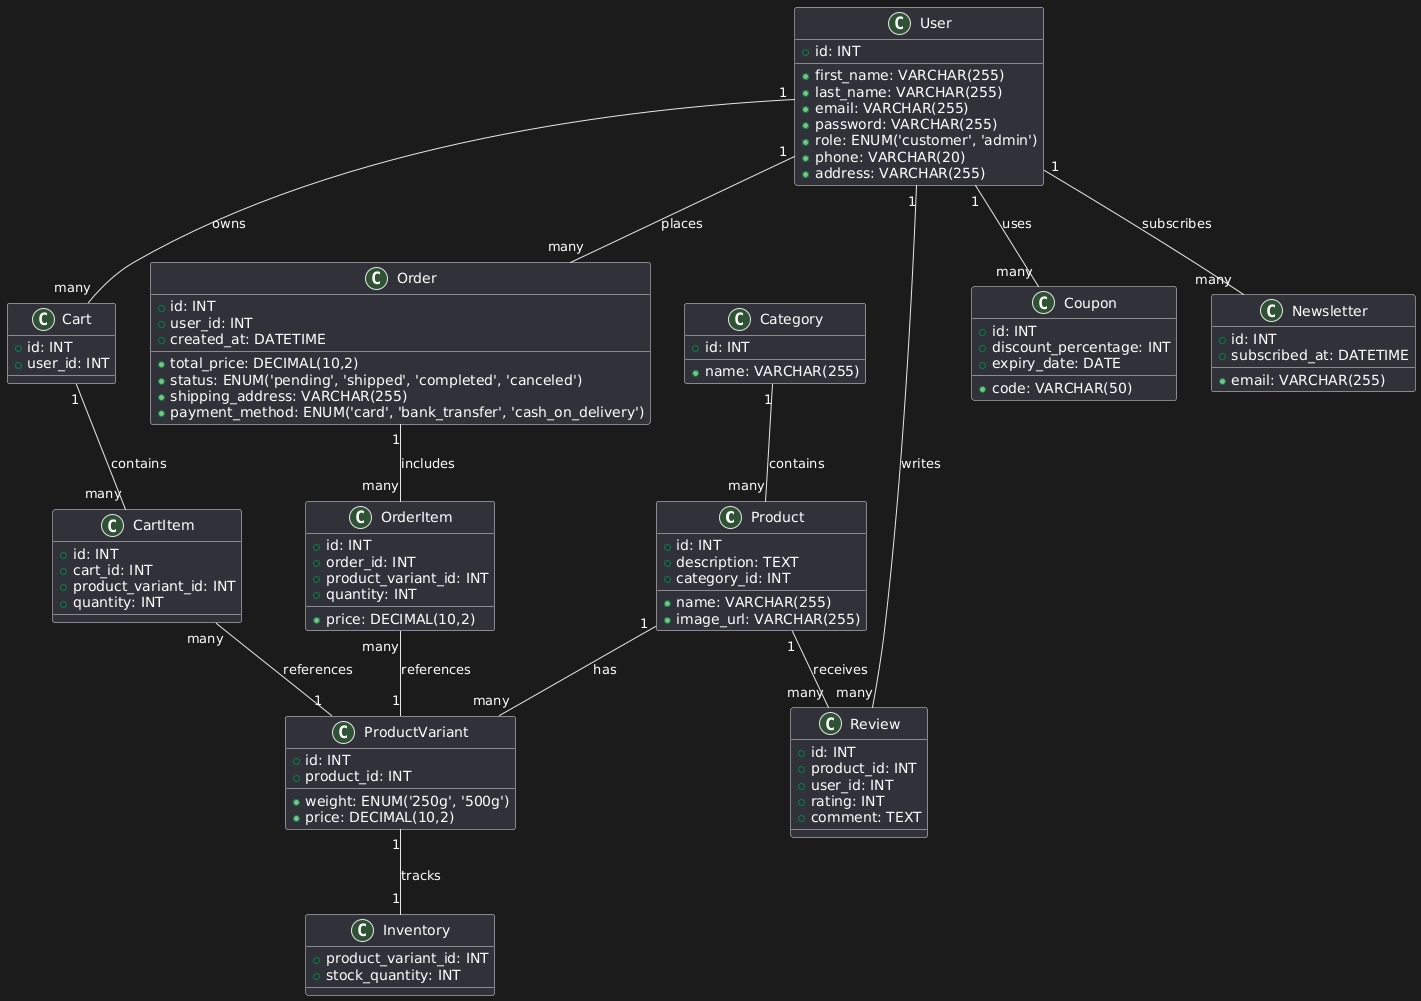 C User
id: INT
first_name: VARCHAR(255)
last_name: VARCHAR(255)
email: VARCHAR(255)
password: VARCHAR(255)
role: ENUM('customer', 'admin')
phone: VARCHAR(20)
address: VARCHAR(255)
1
1
1
1
1
owns
places
uses
subscribes
many
many
many
many
C Cart
id: INT
user_id: INT
C Order
id: INT
user_id: INT
created_at: DATETIME
total_price: DECIMAL(10,2)
status: ENUM('pending', 'shipped', 'completed', 'canceled')
shipping_address: VARCHAR(255)
payment_method: ENUM('card', 'bank_transfer', 'cash_on_delivery')
C Category
id: INT
name: VARCHAR(255)
C Coupon
id: INT
discount_percentage: INT
expiry_date: DATE
code: VARCHAR(50)
C Newsletter
id: INT
subscribed_at: DATETIME
email: VARCHAR(255)
1
1
1
contains
includes
contains
writes
many
many
many
C CartItem
id: INT
cart_id: INT
product_variant_id: INT
quantity: INT
C OrderItem
id: INT
order_id: INT
product_variant_id: INT
quantity: INT
price: DECIMAL(10,2)
C Product
id: INT
description: TEXT
category_id: INT
name: VARCHAR(255)
image_url: VARCHAR(255)
many
many
1
1
references
references
has
receives
1
1
many
many
many
C ProductVariant
id: INT
product_id: INT
weight: ENUM('250g', '500g')
price: DECIMAL(10,2)
C Review
id: INT
product_id: INT
user_id: INT
rating: INT
comment: TEXT
1
tracks
1
C Inventory
product_variant_id: INT
stock_quantity: INT